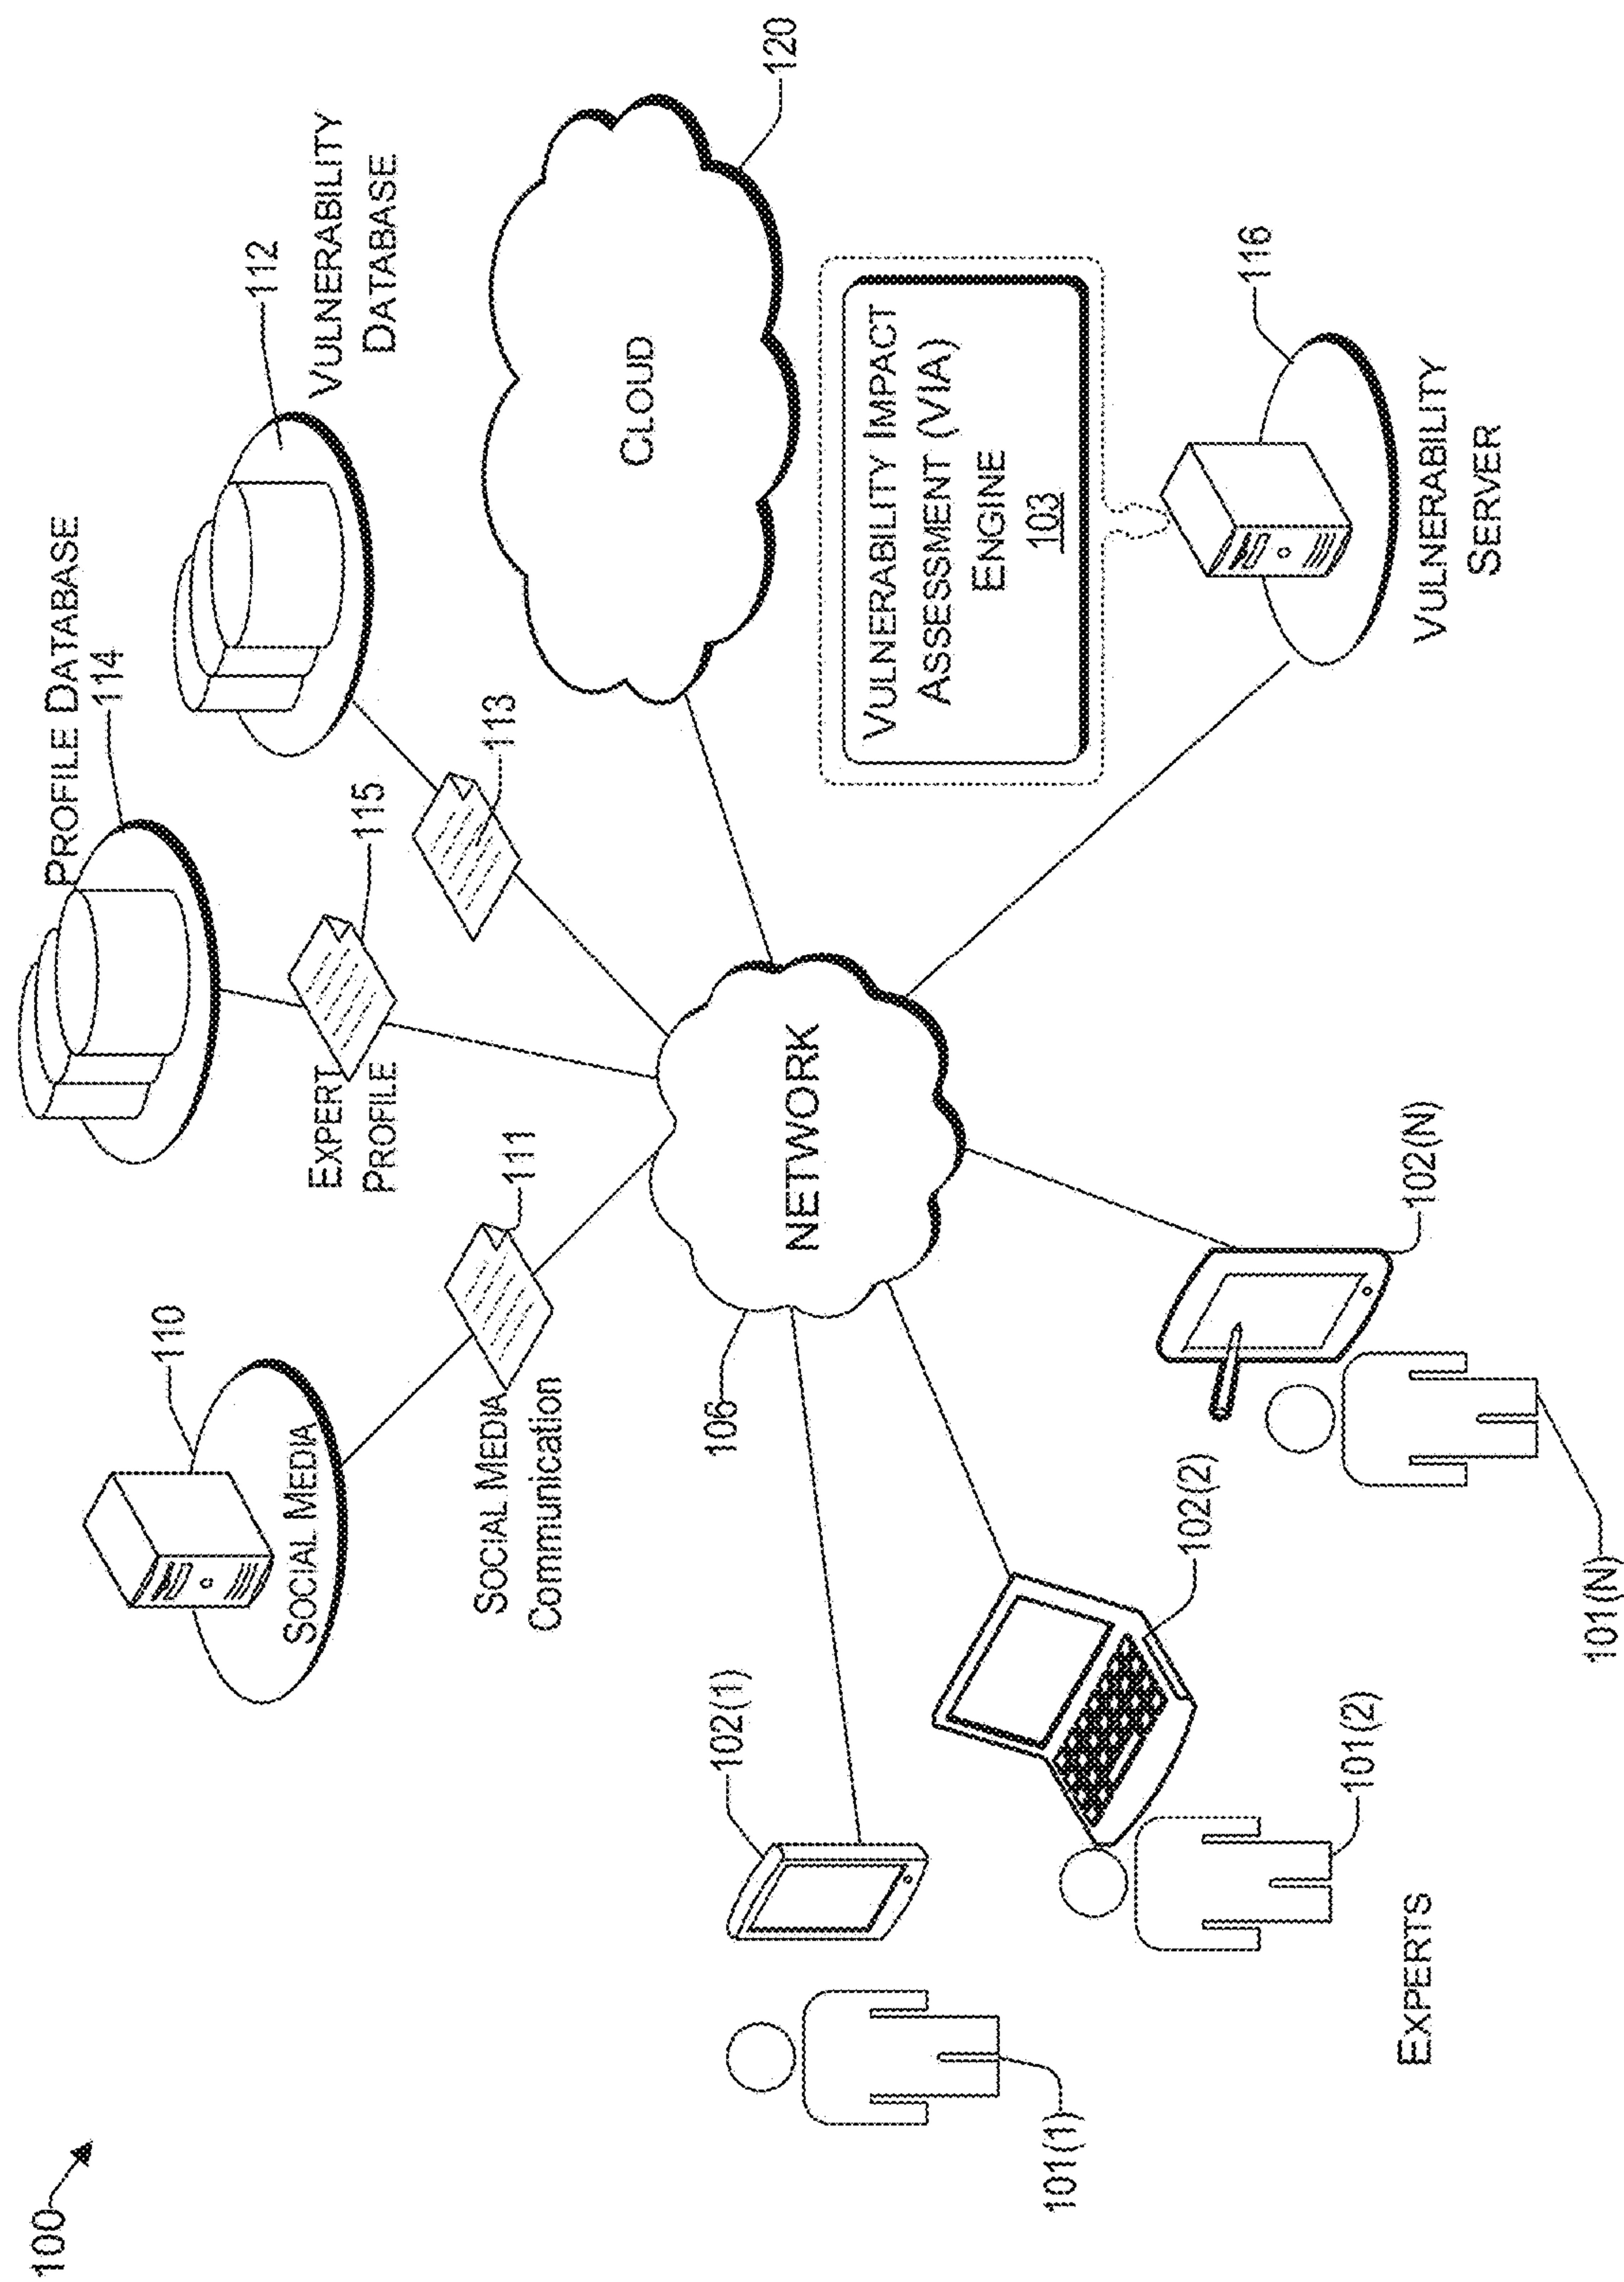 100
110
SOCIAL MEDIA
SOCIAL MEDIA
Communication
111
PROFILE DATABASE
114
EXPERT
PROFILE
115
112
VULNERABILITY
DATABASE
113
CLOUD
120
106
NETWORK
VULNERABILITY IMPACT
ASSESSMENT (VIA)
ENGINE
103
116
VULNERABILITY
SERVER
102(1)
101(1)
102(2)
101(2)
102(N)
101(N)
EXPERTS